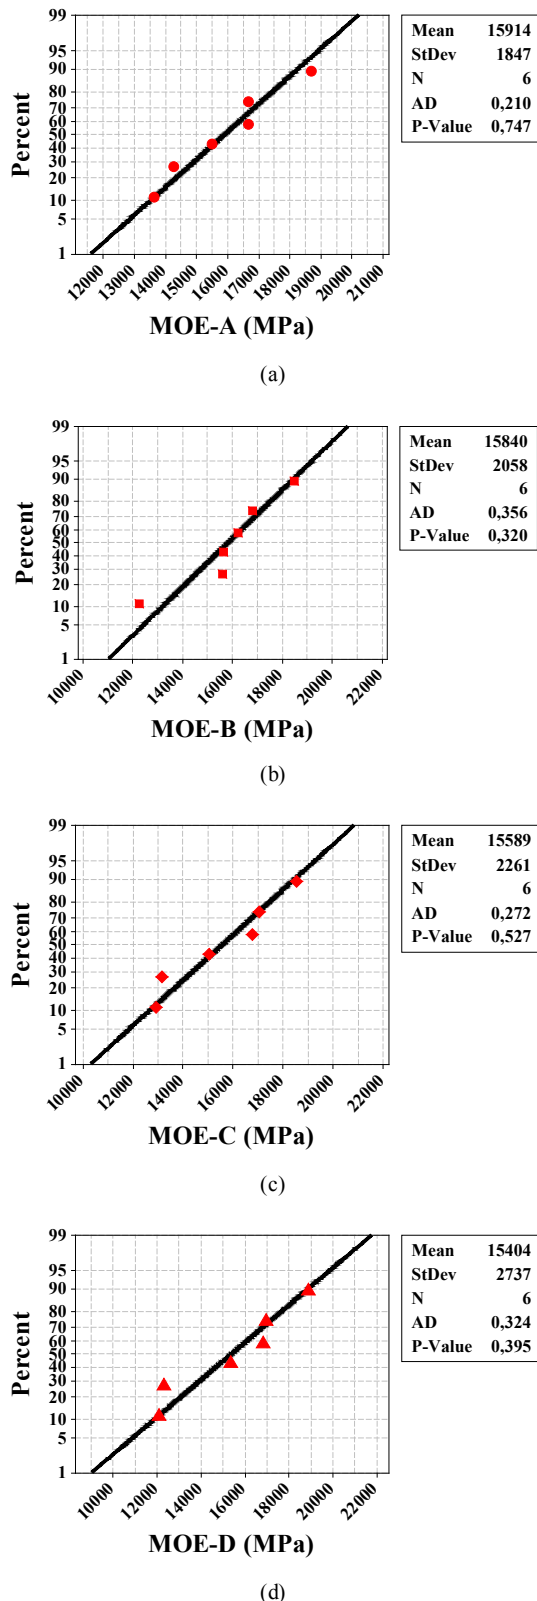 99
95
90
80
70
60
50
40
30
20
10
5
1
Percent
12000 13000 14000 15000 16000 17000 18000 19000 20000 21000
MOE-A (MPa)
Mean 15914
StDev 1847
N 6
AD 0,210
P-Value 0,747
(a)
99
95
90
80
70
60
50
40
30
20
10
5
1
Percent
10000 12000 14000 16000 18000 20000 22000
MOE-B (MPa)
Mean 15840
StDev 2058
N 6
AD 0,356
P-Value 0,320
(b)
99
95
90
80
70
60
50
40
30
20
10
5
1
Percent
10000 12000 14000 16000 18000 20000 22000
MOE-C (MPa)
Mean 15589
StDev 2261
N 6
AD 0,272
P-Value 0,527
(c)
99
95
90
80
70
60
50
40
30
20
10
5
1
Percent
10000 12000 14000 16000 18000 20000 22000
MOE-D (MPa)
Mean 15404
StDev 2737
N 6
AD 0,324
P-Value 0,395
(d)